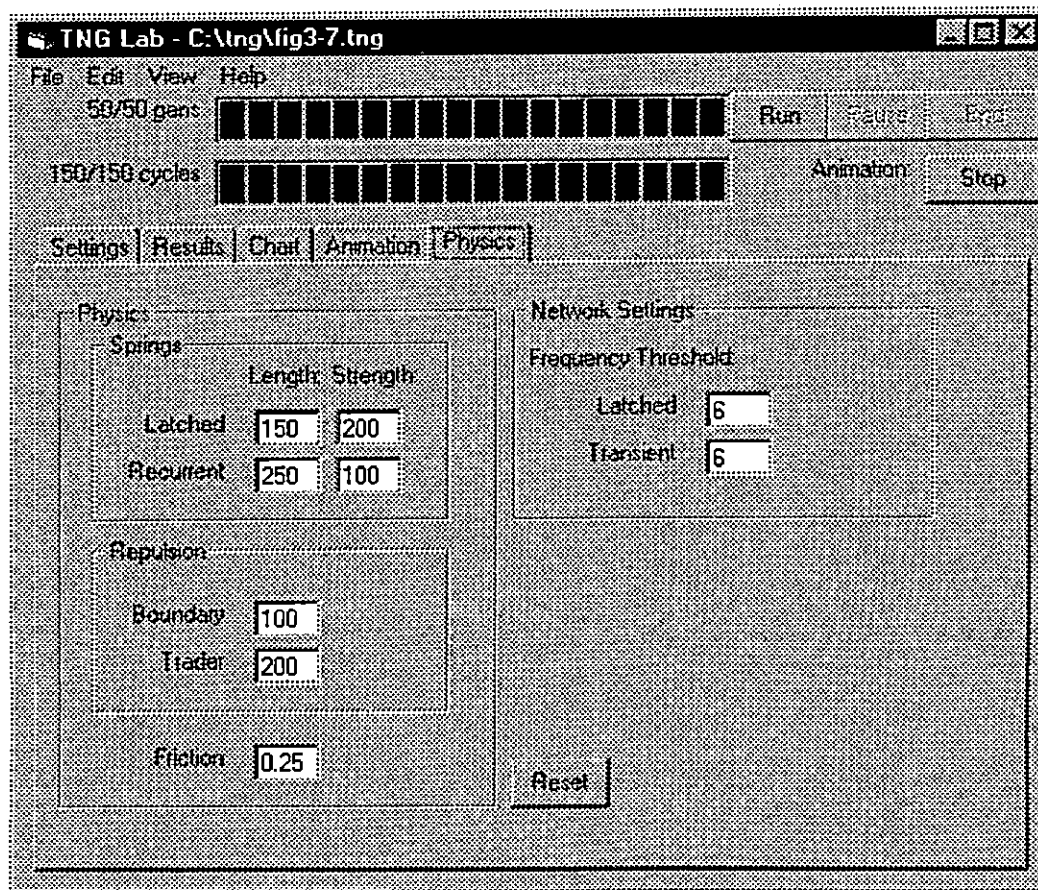 TNG Lab - C:\tng\fig3-7.tng
File Edit View Help
50/50 gens Run Pause End
150/150 cycles Animation: Stop
Settings Results Chart Animation Physics
Physics
Springs
Length: Strength:
Latched 150 200
Recurrent 250 100
Repulsion
Boundary 100
Trader 200
Friction 0.25
Network Settings
Frequency Threshold:
Latched 6
Transient 6
Reset